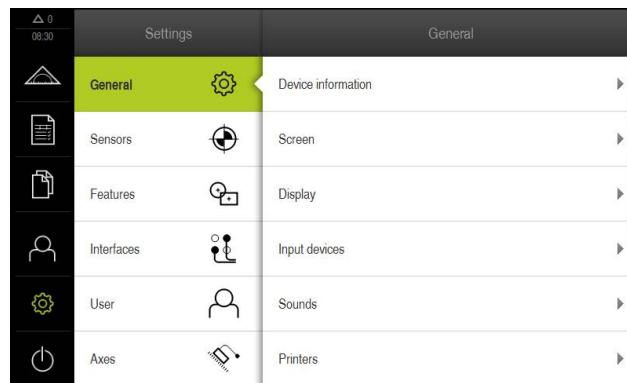 0
08:30
Settings
General
General
Device information
Sensors
Screen
Features
Display
Interfaces
Input devices
User
Sounds
Axes
Printers